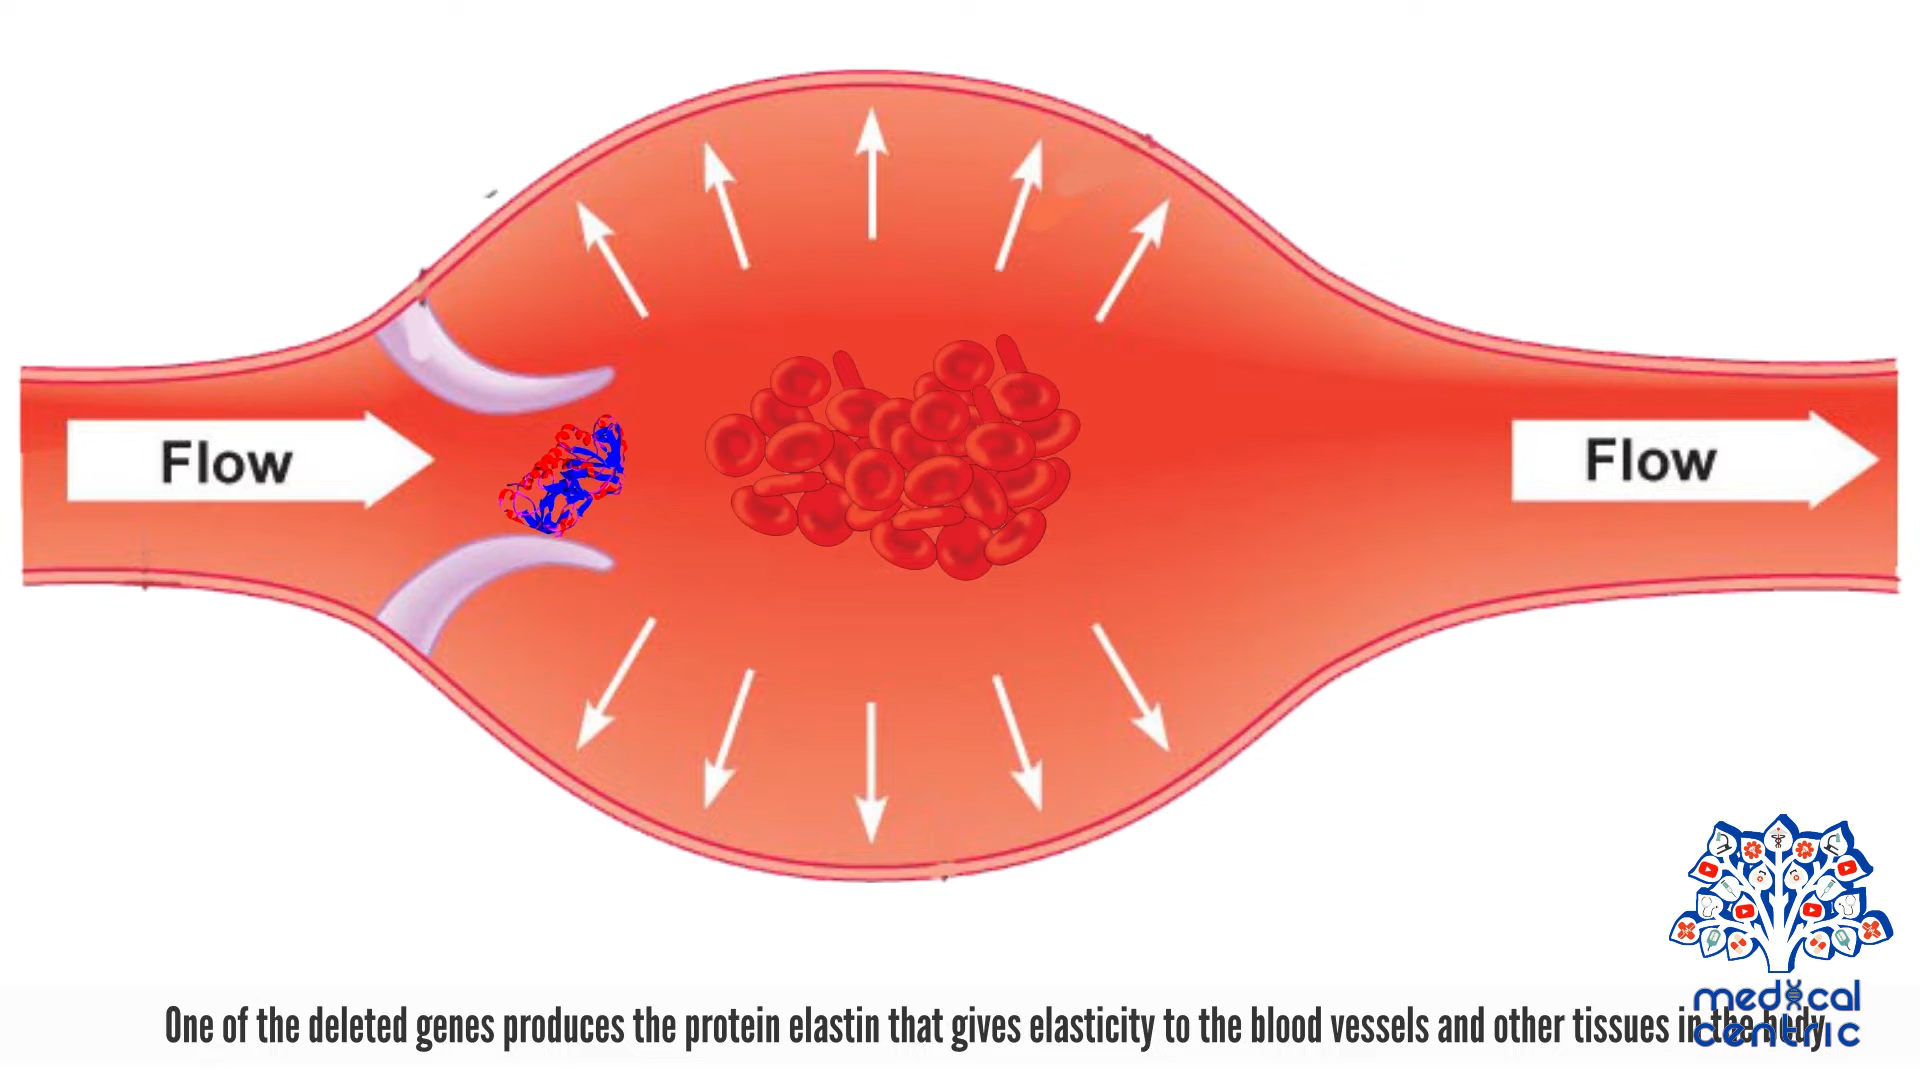 Flow
Flow
One of the deleted genes produces the protein elastin that gives elasticity to the blood vessels and other tissues in the body
medical
centric